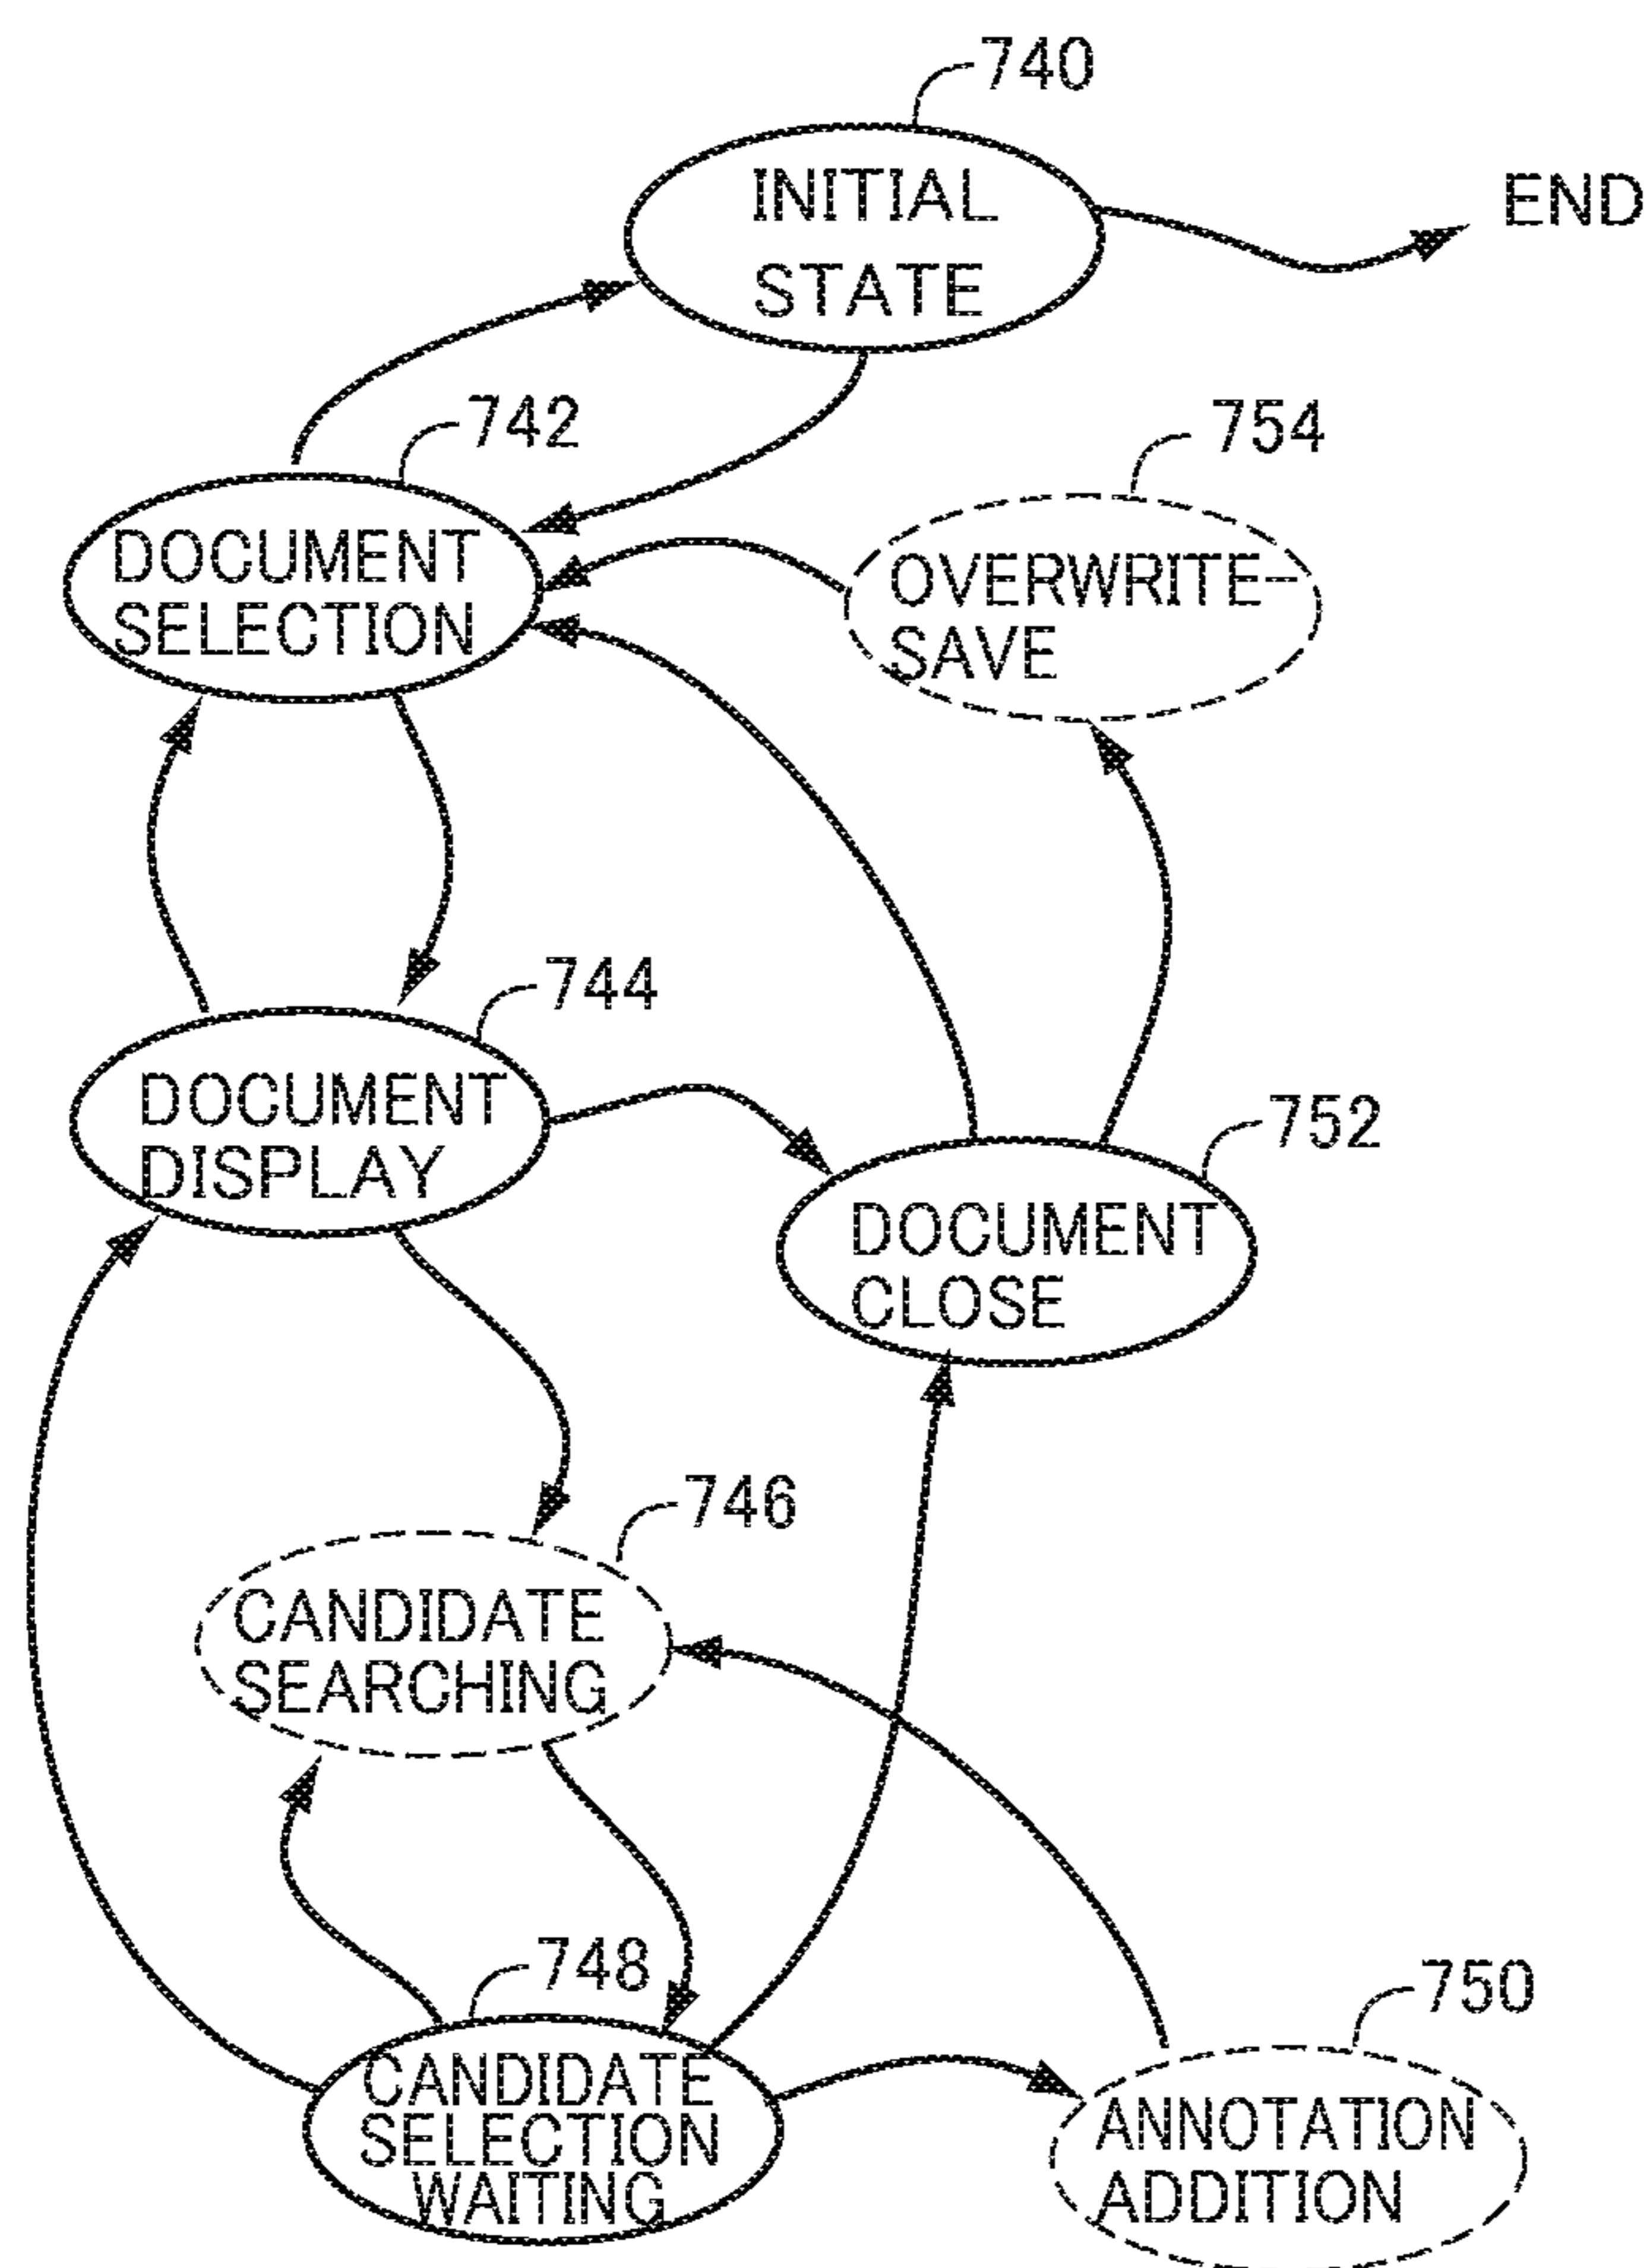 740
INITIAL
STATE
END
742
DOCUMENT
SELECTION
754
OVERWRITE-
SAVE
744
DOCUMENT
DISPLAY
752
DOCUMENT
CLOSE
746
CANDIDATE
SEARCHING
748
CANDIDATE
SELECTION
WAITING
750
ANNOTATION
ADDITION